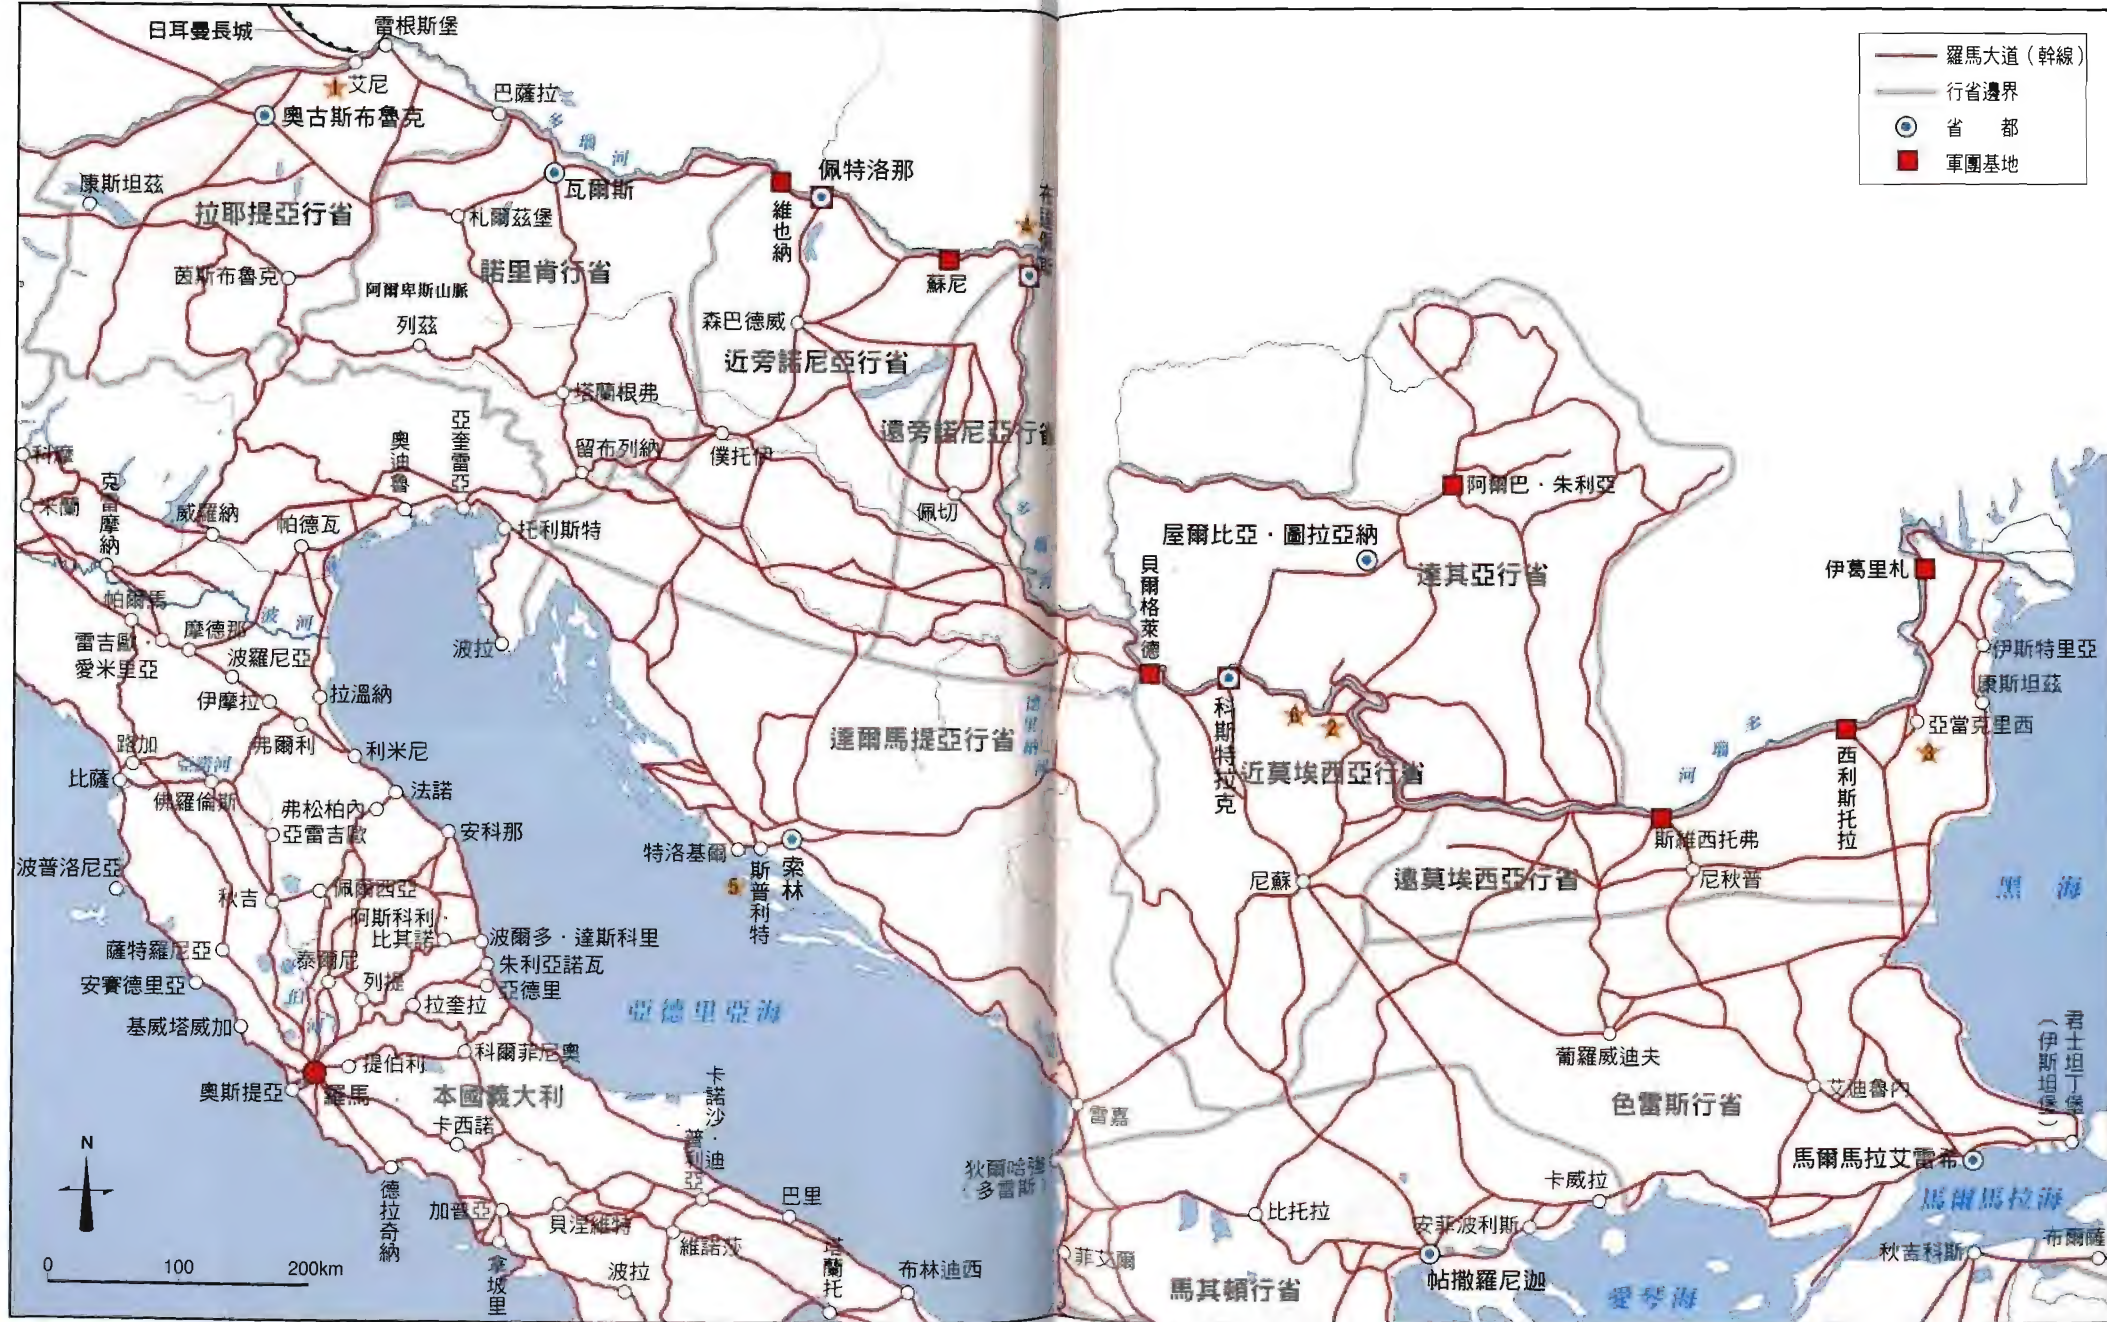 日耳曼長城
雷根斯堡
艾尼
1
奧古斯布魯克
巴薩拉
多瑙河
康斯坦茲
拉耶提亞行省
瓦爾斯
札爾茲堡
維也納
佩特洛那
4
茵斯布魯克
諾里肯行省
阿爾卑斯山脈
列茲
蘇尼
森巴德威
近旁諾尼亞行省
塔蘭根弗
遠旁諾尼亞行省
科摩
米蘭
克雷摩納
威羅納
帕德瓦
奧迪魯
亞奎雷亞
留布列納
僕托伊
佩切
托利斯特
多瑙河
帕爾馬
波河
雷吉歐・
愛米里亞
摩德那
波羅尼亞
波拉
伊摩拉
拉溫納
弗爾利
利米尼
路加
比薩
佛羅倫斯
法諾
弗松柏內
亞雷吉歐
安科那
達爾馬提亞行省
德里納河
波普洛尼亞
秋吉
佩爾西亞
阿斯科利・
比其諾
特洛基爾
5
斯普利特
索林
薩特羅尼亞
泰爾尼
波爾多・達斯科里
朱利亞諾瓦
安賽德里亞
列提
拉奎拉
亞德里
基威塔威加
亞德里亞海
提伯利
科爾菲尼奧
奧斯提亞
羅馬
本國義大利
卡西諾
卡諾沙・普利亞
迪
德拉奇納
加普亞
貝涅維特
維諾莎
巴里
拿坡里
波拉
塔蘭托
布林迪西
N
0
100
200km
羅馬大道（幹線）
行省邊界
省都
軍團基地
阿爾巴・朱利亞
屋爾比亞・圖拉亞納
達其亞行省
貝爾格萊德
伊葛里札
伊斯特里亞
康斯坦茲
亞當克里西
3
科斯特拉克
6
2
近莫埃西亞行省
多瑙河
西利斯托拉
斯維西托弗
尼蘇
遠莫埃西亞行省
尼秋普
黑海
葡羅威迪夫
君士坦丁堡
（伊斯坦堡）
雷嘉
色雷斯行省
艾迪魯內
狄爾哈強
（多雷斯）
馬爾馬拉艾雷希
馬爾馬拉海
卡威拉
比托拉
安菲波利斯
菲艾爾
帖撒羅尼迦
馬其頓行省
愛琴海
秋吉科斯
布爾薩